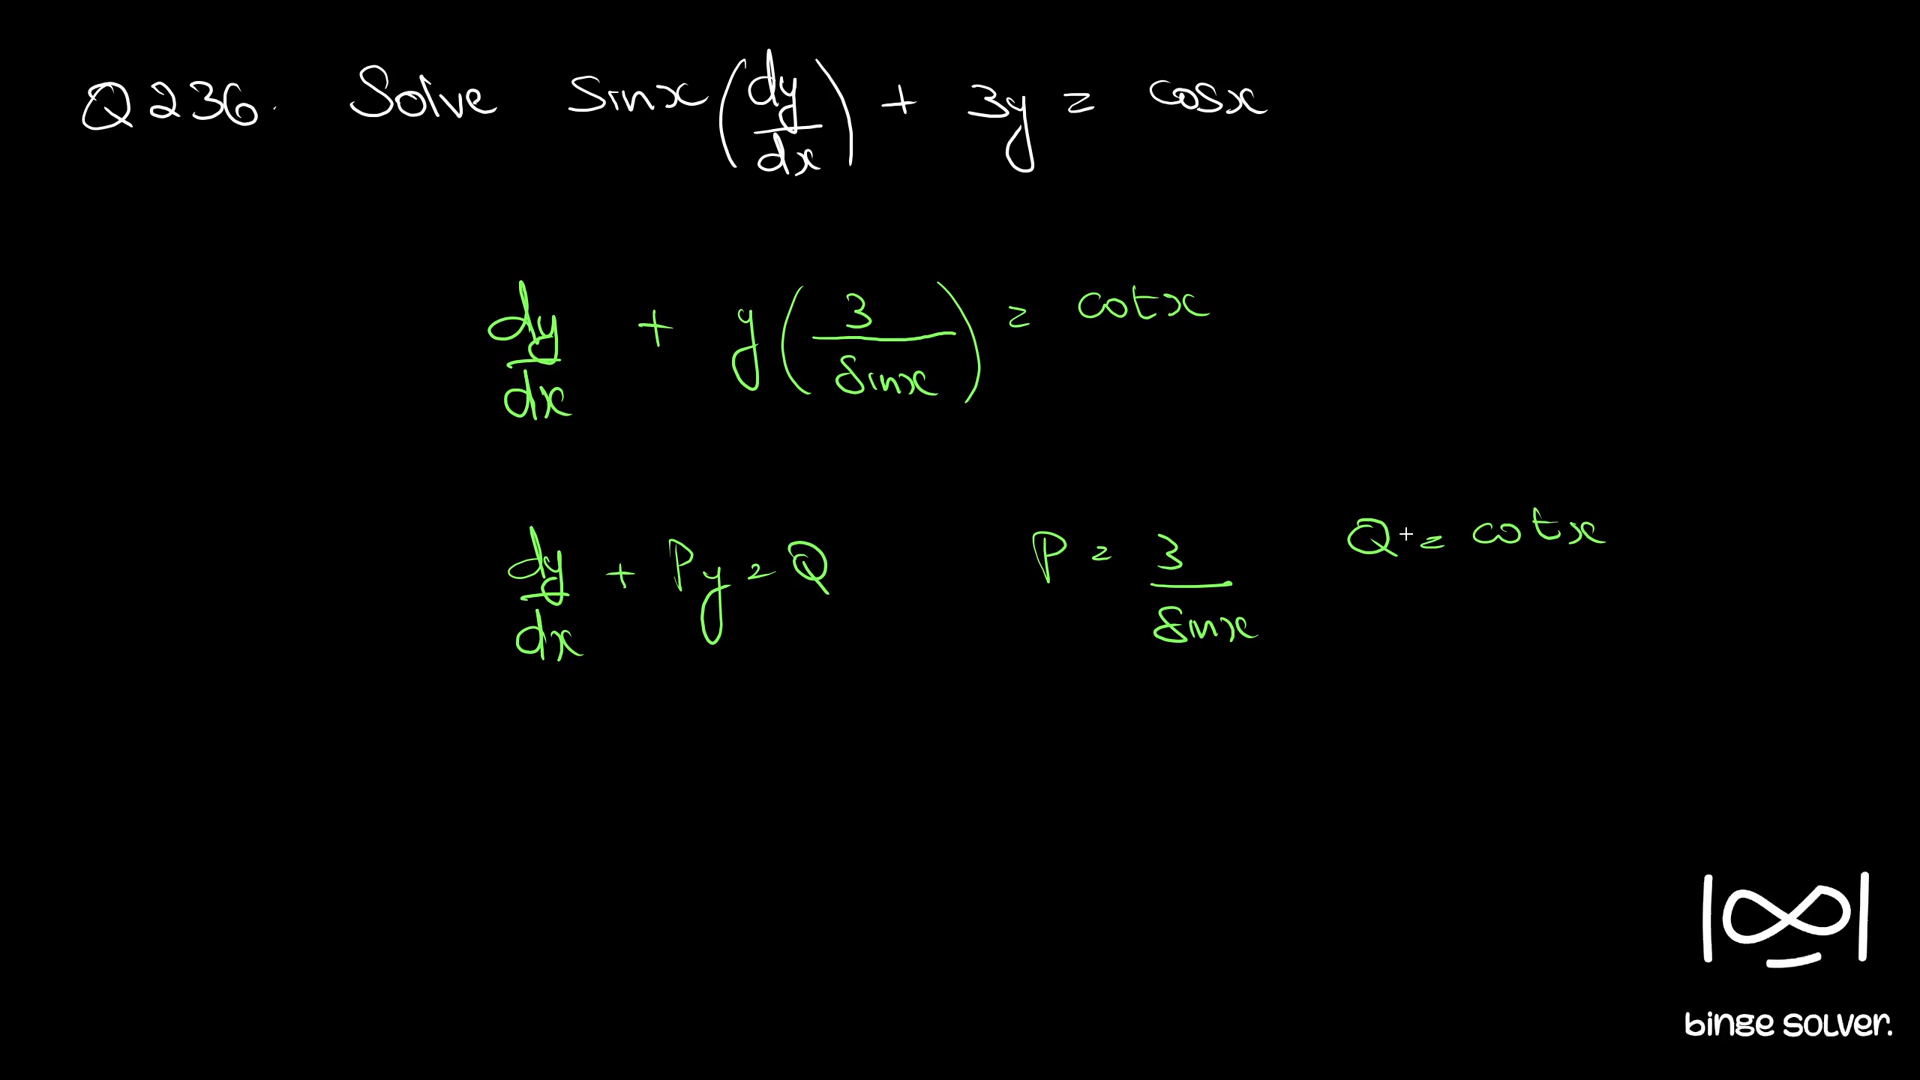 Q236. Solve sinx(dy/dx) + 3y = cosx
dy/dx + y(3/sinx) = cotx
dy/dx + Py = Q P = 3/sinx Q = cotx
binge solver.